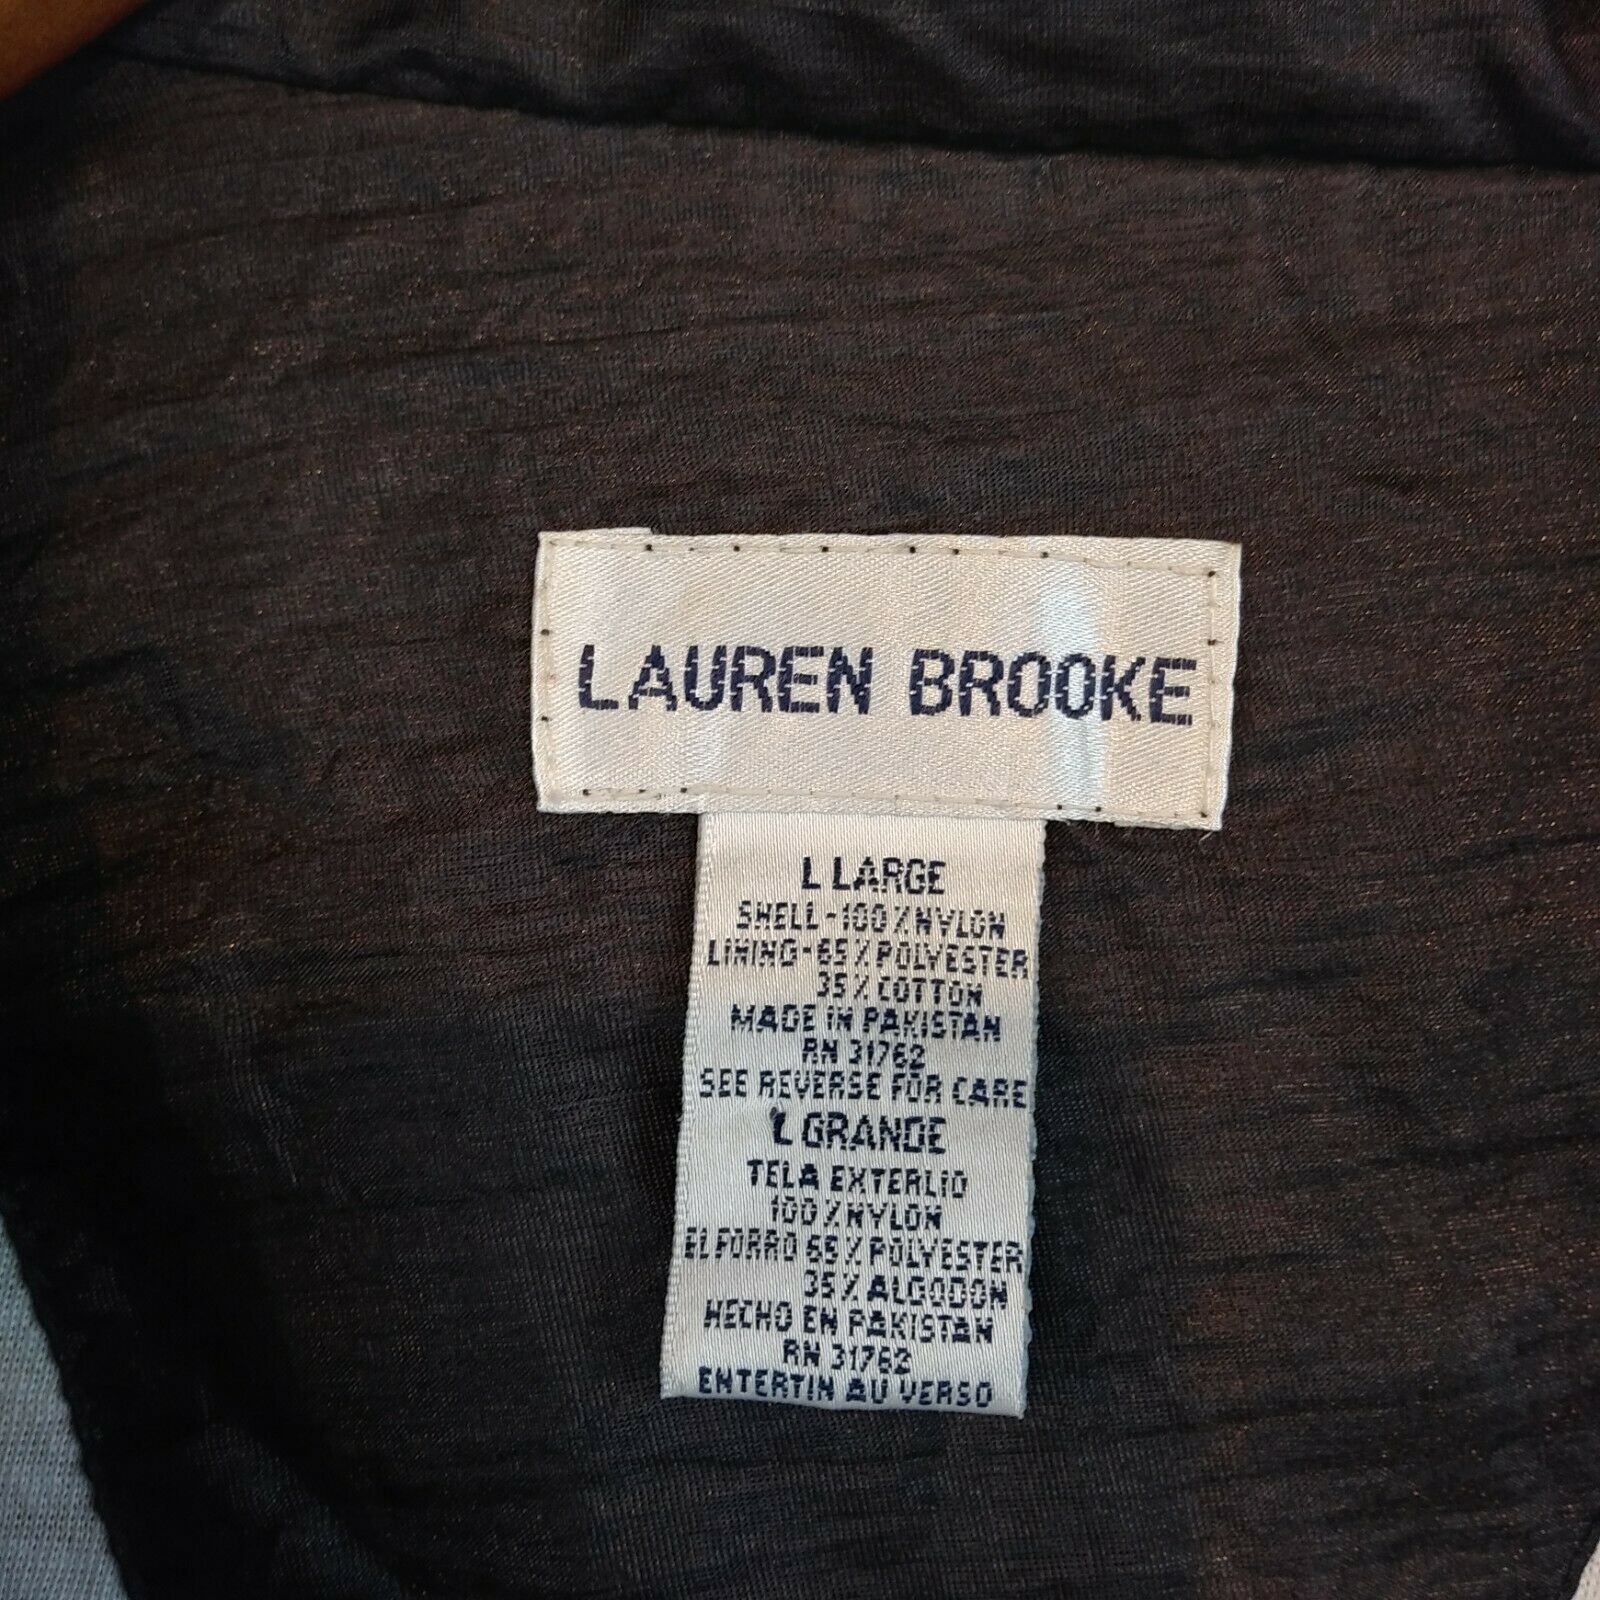 LAUREN BROOKE
L LARGE
SHELL-100%NYLON
LINING-65%POLYESTER
35%COTTON
MADE IN PAKISTAN
RN 31762
SEE REVERSE FOR CARE
L GRANDE
TELA EXTERLIO
100%NYLON
EL FORRO 65%POLYESTER
35%ALGODON
HECHO EN PAKISTAN
RN 31762
ENTERTIN AU VERSO